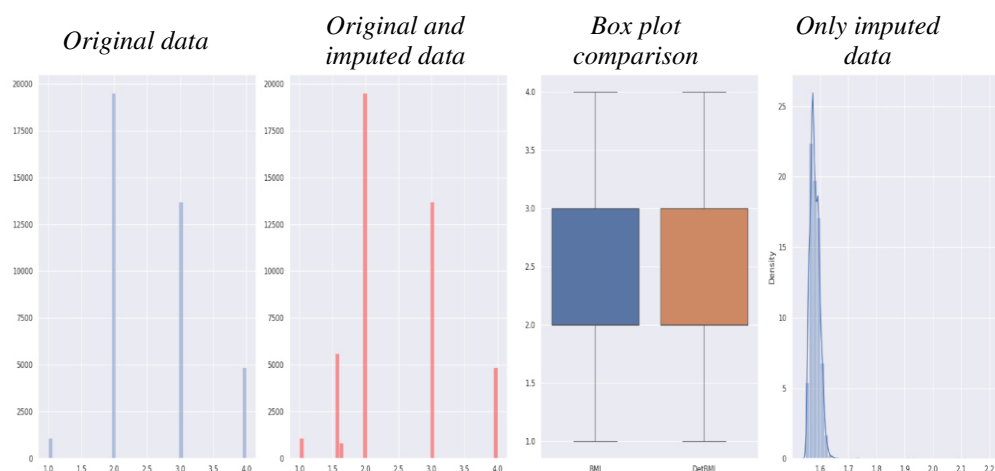 Original data
Original and
imputed data
Box plot
comparison
Only imputed
data
20000
17500
15000
12500
10000
7500
5000
2500
0
1.0 1.5 2.0 2.5 3.0 3.5 4.0
20000
17500
15000
12500
10000
7500
5000
2500
0
1.0 1.5 2.0 2.5 3.0 3.5 4.0
4.0
3.5
3.0
2.5
2.0
1.5
1.0
BMI DetBMI
Density
25
20
15
10
5
0
1.6 1.7 1.8 1.9 2.0 2.1 2.2